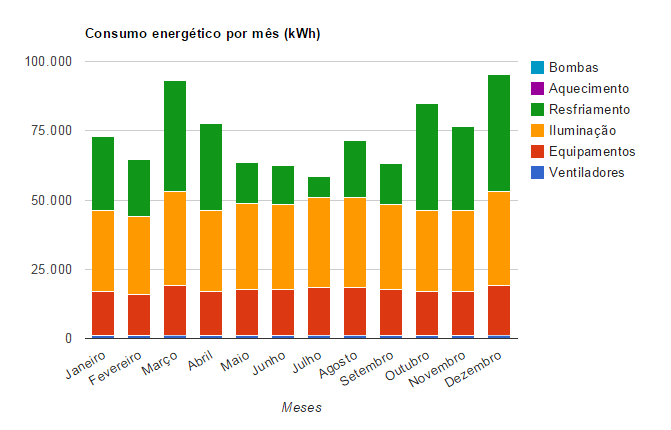 Consumo energético por mês (kWh)
100.000
75.000
50.000
25.000
0
Janeiro
Fevereiro
Março
Abril
Maio
Junho
Julho
Agosto
Setembro
Outubro
Novembro
Dezembro
Meses
Bombas
Aquecimento
Resfriamento
Iluminação
Equipamentos
Ventiladores